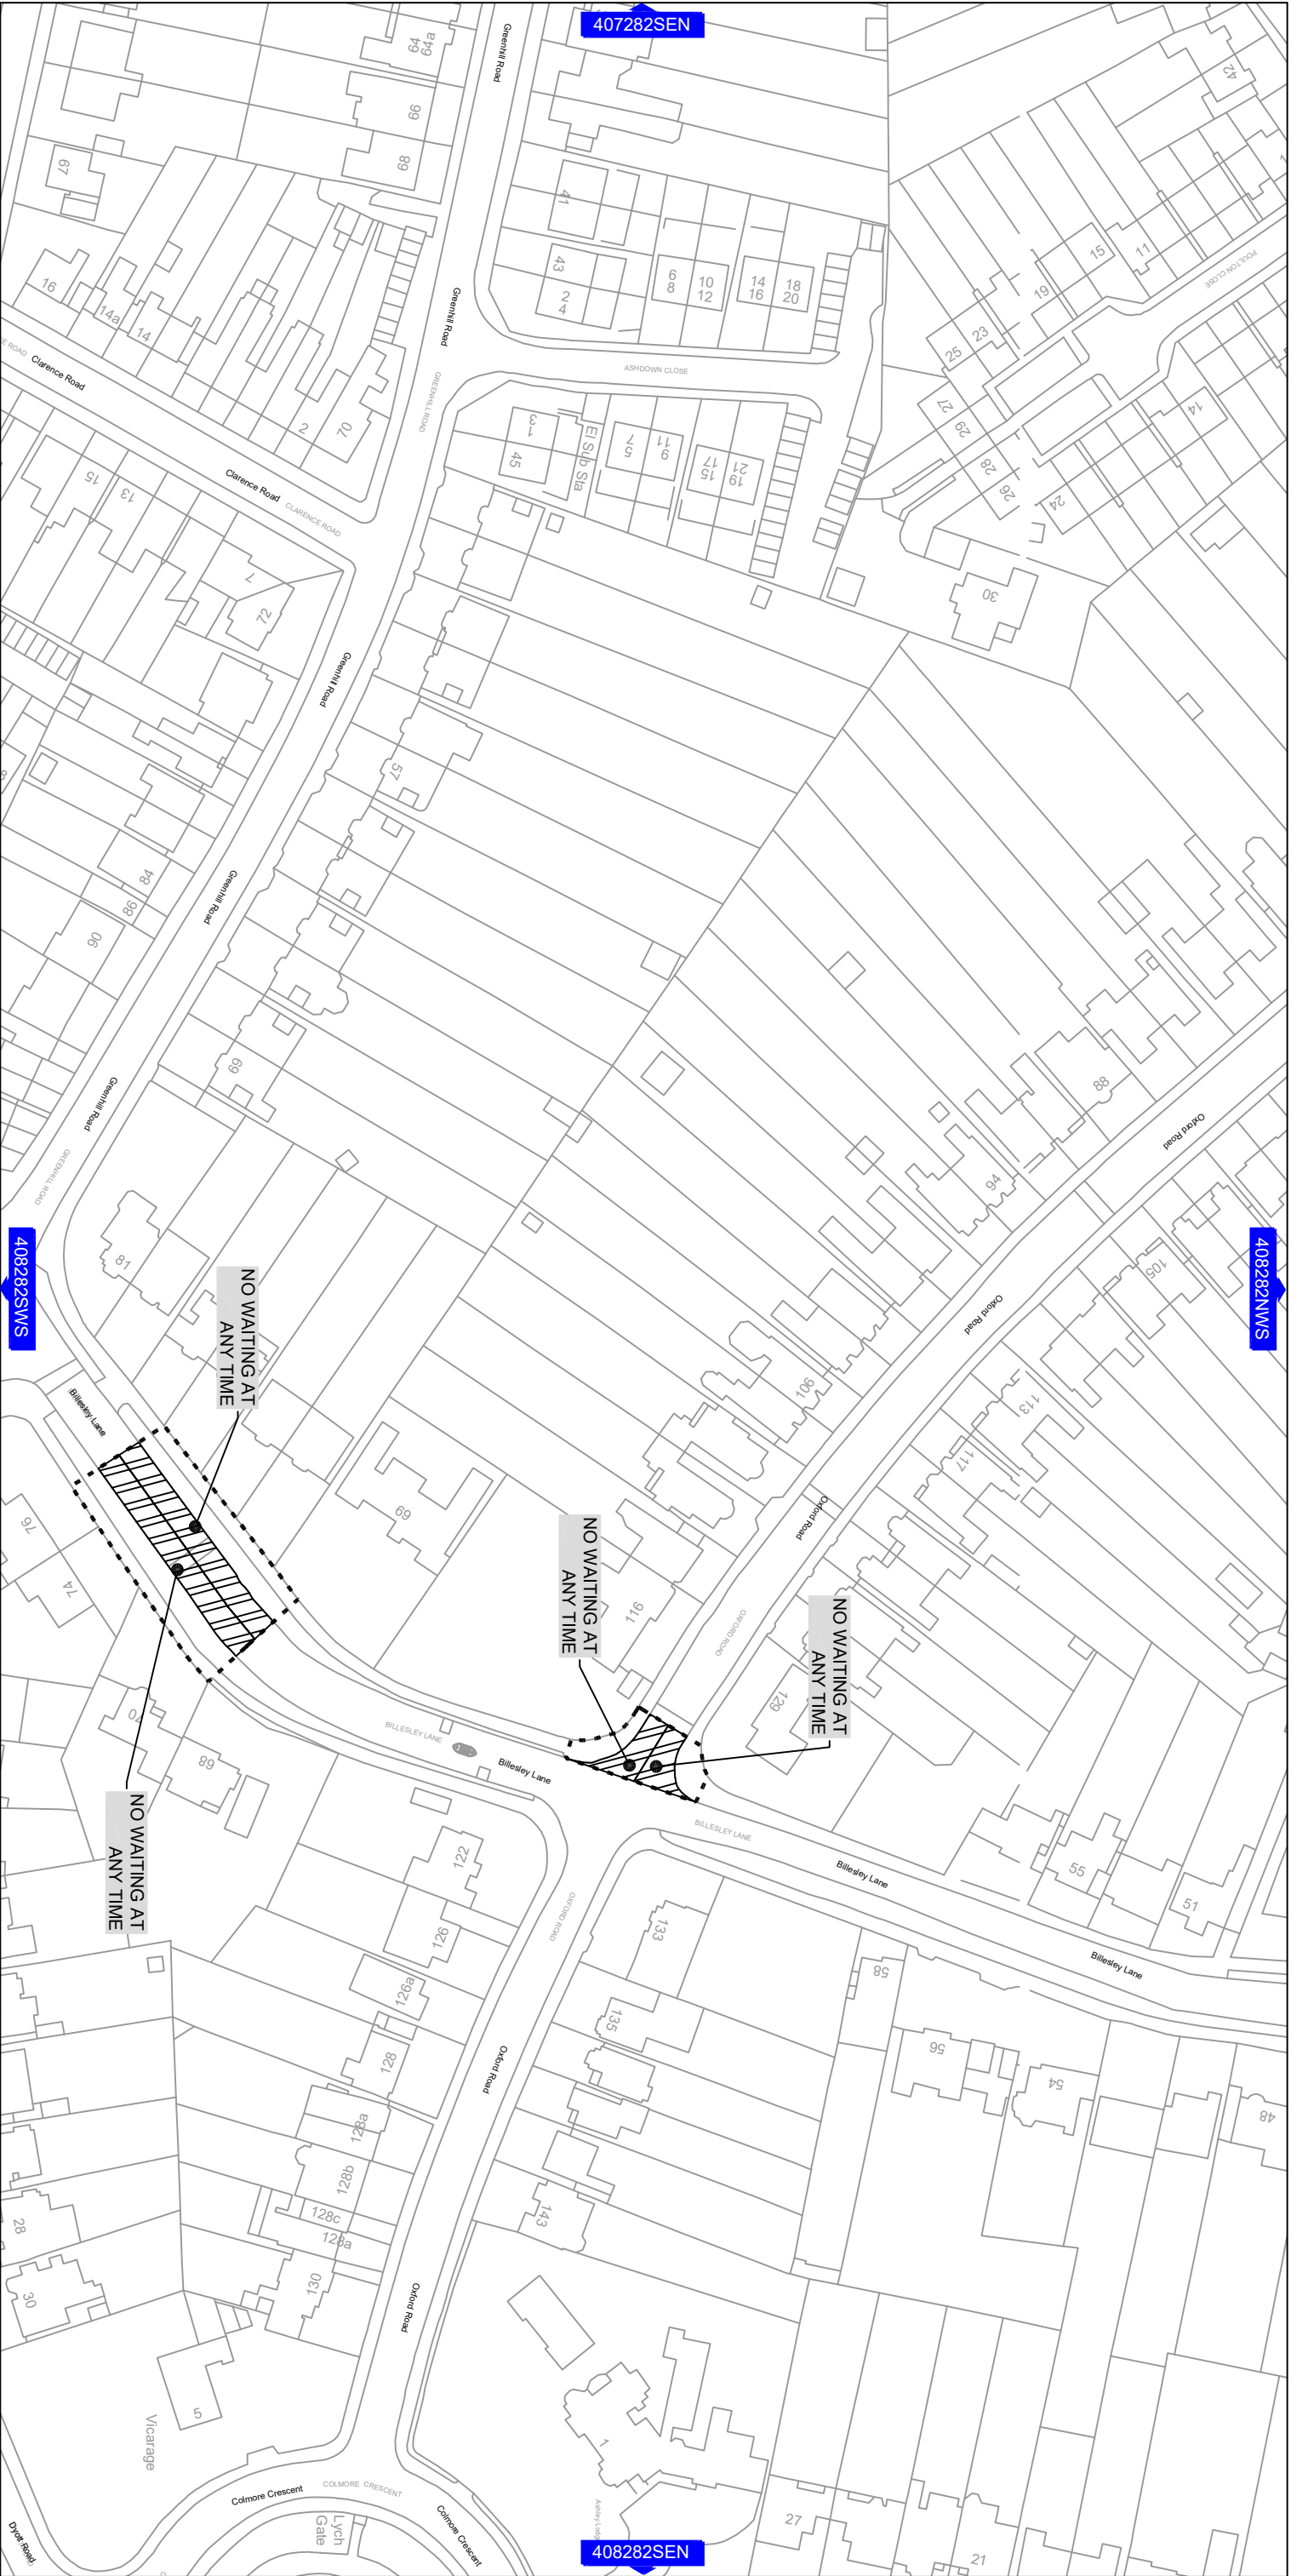 407282SEN
Greenhill Road
64
64a
66
68
67
41
43
2
4
6
8
10
12
14
16
18
20
42
15
11
19
POULTON CLOSE
23
25
27
29
28
26
24
14
30
16
14a
14
Clarence Road
2
70
Greenhill Road
GREENHILL ROAD
ASHDOWN CLOSE
1
3
45
El Sub Sta
5
7
9
11
15
17
19
21
15
13
Clarence Road
CLARENCE ROAD
7
72
Greenhill Road
57
84
86
90
Greenhill Road
69
Greenhill Road
GREENHILL ROAD
88
94
Oxford Road
105
81
408282SWS
408282NWS
NO WAITING AT
ANY TIME
Oxford Road
106
113
117
Billesley Lane
69
76
74
NO WAITING AT
ANY TIME
Oxford Road
116
OXFORD ROAD
NO WAITING AT
ANY TIME
129
70
68
BILLESLEY LANE
Billesley Lane
NO WAITING AT
ANY TIME
BILLESLEY LANE
Billesley Lane
55
51
122
126
126a
128
128a
128b
128c
128a
130
OXFORD ROAD
133
135
143
58
56
54
48
Billesley Lane
Oxford Road
Oxford Road
28
30
5
Vicarage
1
Ashley Lodge
27
21
Colmore Crescent
COLMORE CRESCENT
Colmore Crescent
Lych
Gate
Dyott Road
408282SEN